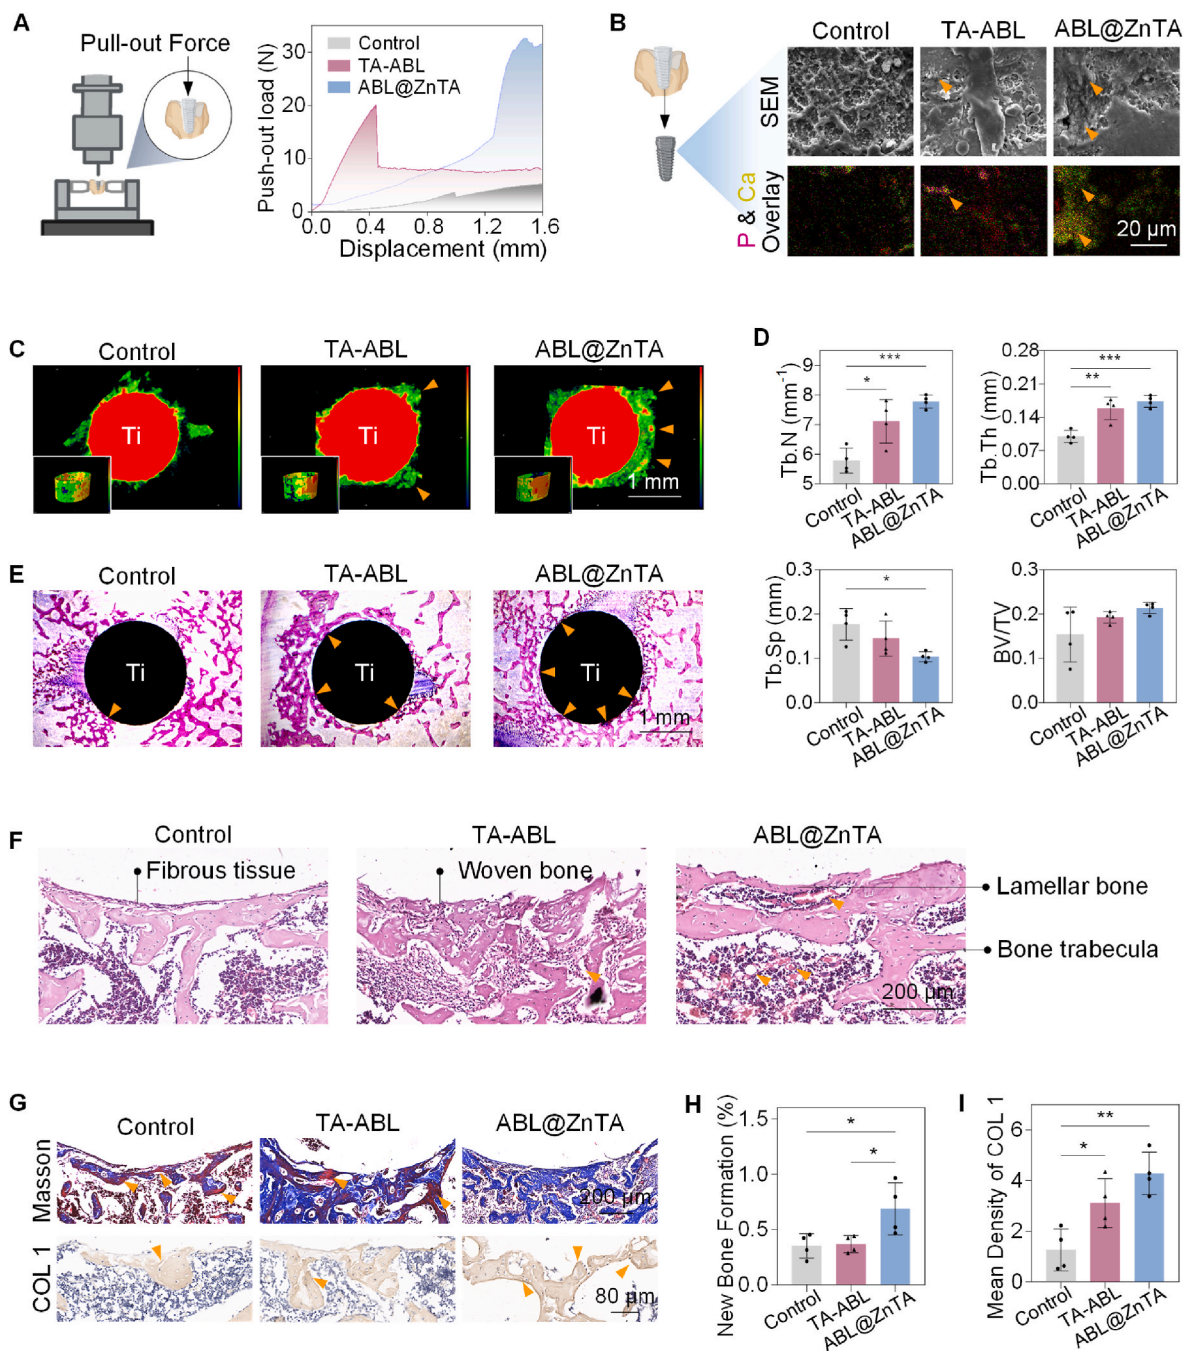 A
Pull-out Force
Push-out load (N)
30
20
10
0
0.0 0.4 0.8 1.2 1.6
Displacement (mm)
Control
TA-ABL
ABL@ZnTA
B
Control TA-ABL ABL@ZnTA
SEM
P & Ca
Overlay
20 µm
C
Control TA-ABL ABL@ZnTA
Ti Ti Ti
1 mm
D
Tb.N (mm-1)
9
8
7
6
5
* ***
Control TA-ABL ABL@ZnTA
Tb.Th (mm)
0.28
0.21
0.14
0.07
0.00
** ***
Control TA-ABL ABL@ZnTA
Tb.Sp (mm)
0.3
0.2
0.1
0.0
*
Control TA-ABL ABL@ZnTA
BV/TV
0.3
0.2
0.1
0.0
Control TA-ABL ABL@ZnTA
E
Control TA-ABL ABL@ZnTA
Ti Ti Ti
1 mm
F
Control TA-ABL ABL@ZnTA
Fibrous tissue Woven bone Lamellar bone
Bone trabecula
200 µm
G
Control TA-ABL ABL@ZnTA
Masson
200 µm
COL 1
80 µm
H
New Bone Formation (%)
1.5
1.0
0.5
0.0
* *
Control TA-ABL ABL@ZnTA
I
Mean Density of COL 1
6
4
2
0
* **
Control TA-ABL ABL@ZnTA